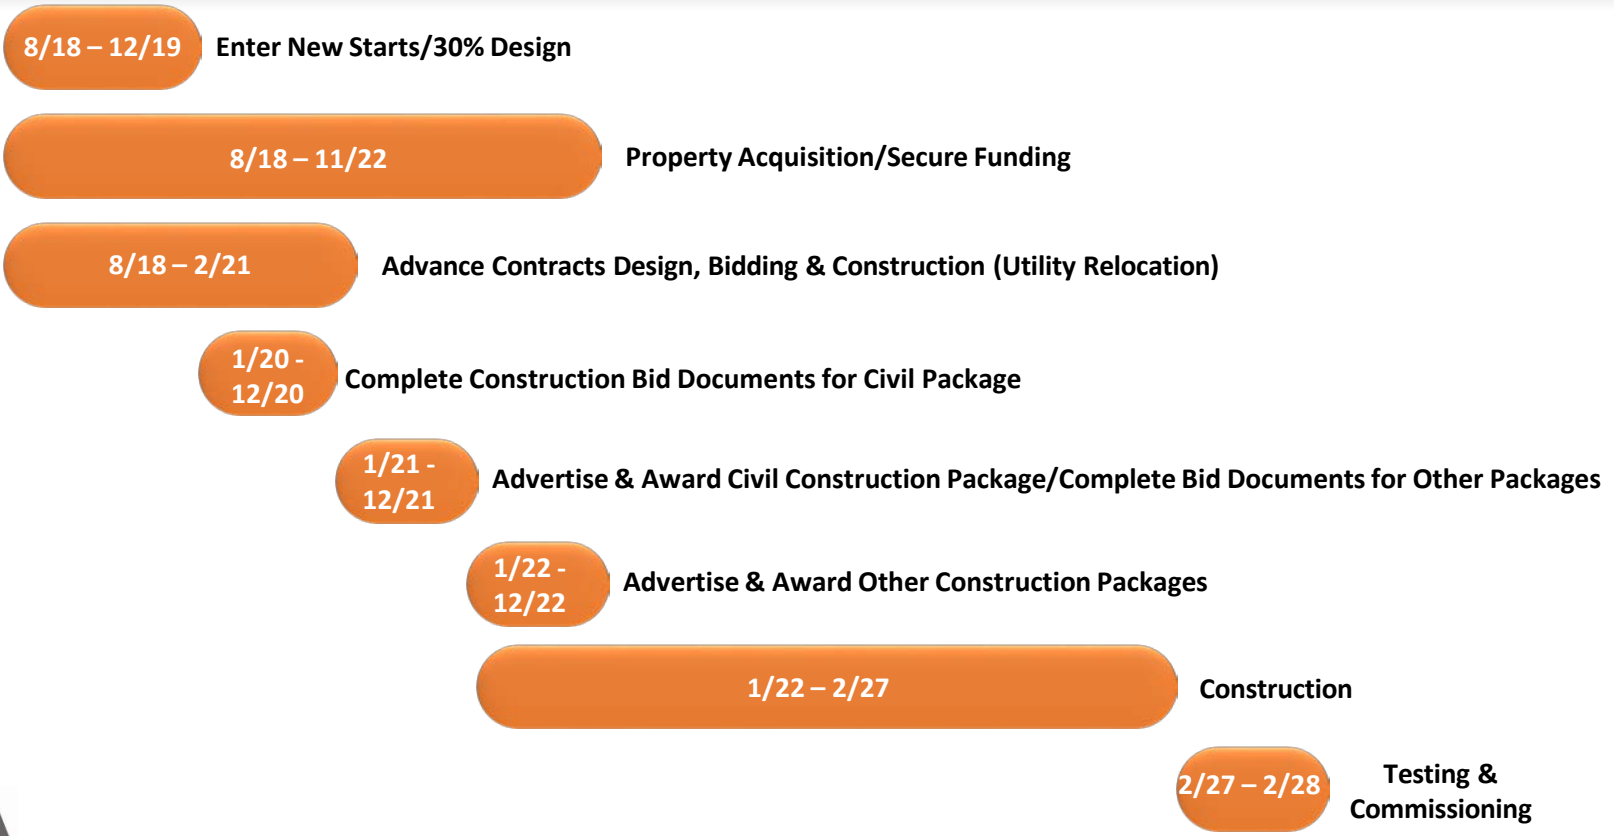 8/18 – 12/19 Enter New Starts/30% Design
8/18 – 11/22 Property Acquisition/Secure Funding
8/18 – 2/21 Advance Contracts Design, Bidding & Construction (Utility Relocation)
1/20 -
12/20
Complete Construction Bid Documents for Civil Package
1/21 -
12/21
Advertise & Award Civil Construction Package/Complete Bid Documents for Other Packages
1/22 -
12/22
Advertise & Award Other Construction Packages
1/22 – 2/27 Construction
2/27 – 2/28
Testing &
Commissioning